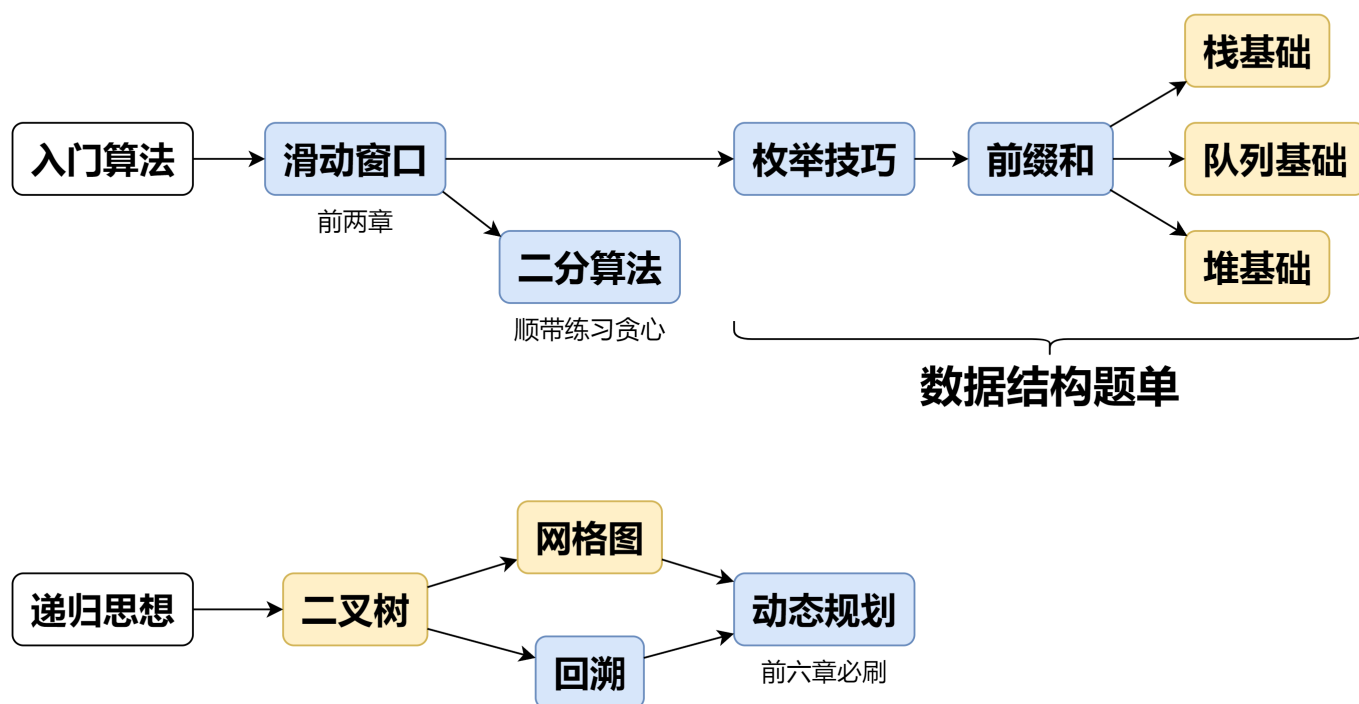 栈基础
入门算法
滑动窗口
枚举技巧
前缀和
队列基础
前两章
二分算法
堆基础
顺带练习贪心
数据结构题单
网格图
递归思想
二叉树
动态规划
回溯
前六章必刷